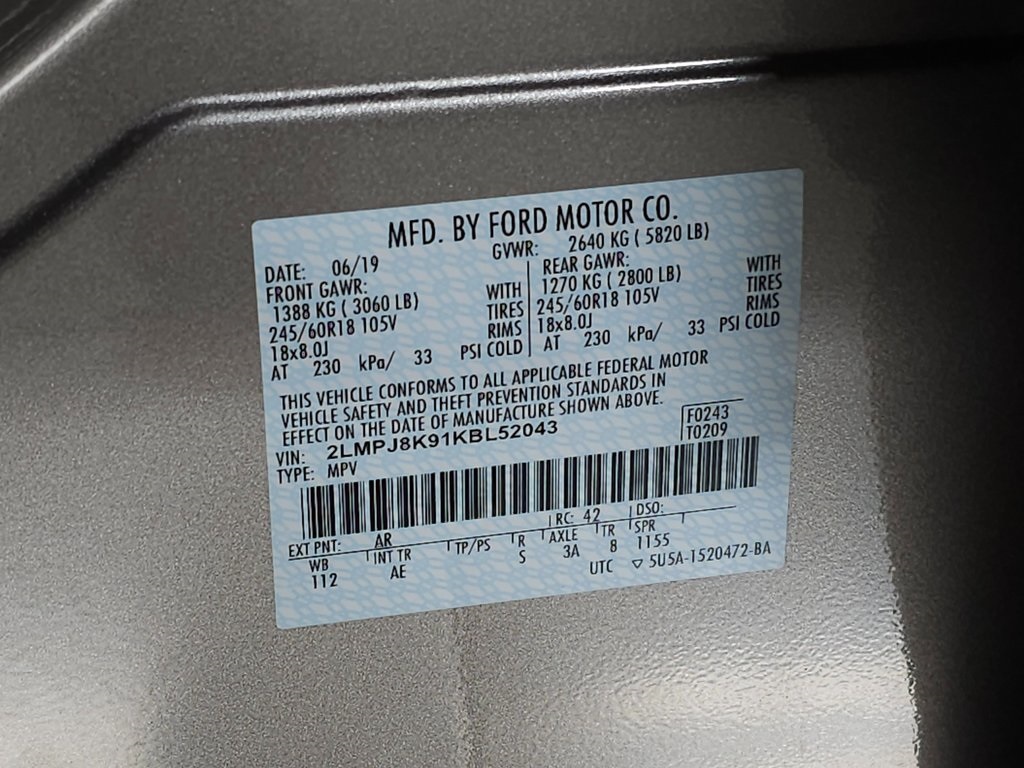 MFD. BY FORD MOTOR CO.
DATE: 06/19 GVWR: 2640 KG ( 5820 LB)
FRONT GAWR: REAR GAWR:
1388 KG ( 3060 LB) WITH 1270 KG ( 2800 LB) WITH
245/60R18 105V TIRES 245/60R18 105V TIRES
18x8.0J RIMS 18x8.0J RIMS
AT 230 kPa/ 33 PSI COLD AT 230 kPa/ 33 PSI COLD
THIS VEHICLE CONFORMS TO ALL APPLICABLE FEDERAL MOTOR
VEHICLE SAFETY AND THEFT PREVENTION STANDARDS IN
EFFECT ON THE DATE OF MANUFACTURE SHOWN ABOVE.
VIN: 2LMPJ8K91KBL52043 F0243
TYPE: MPV T0209
EXT PNT: AR RC: 42 DSO:
WB INT TR TP/PS R AXLE TR SPR
112 AE S 3A 8 1155
UTC ▽ 5U5A-1520472-BA